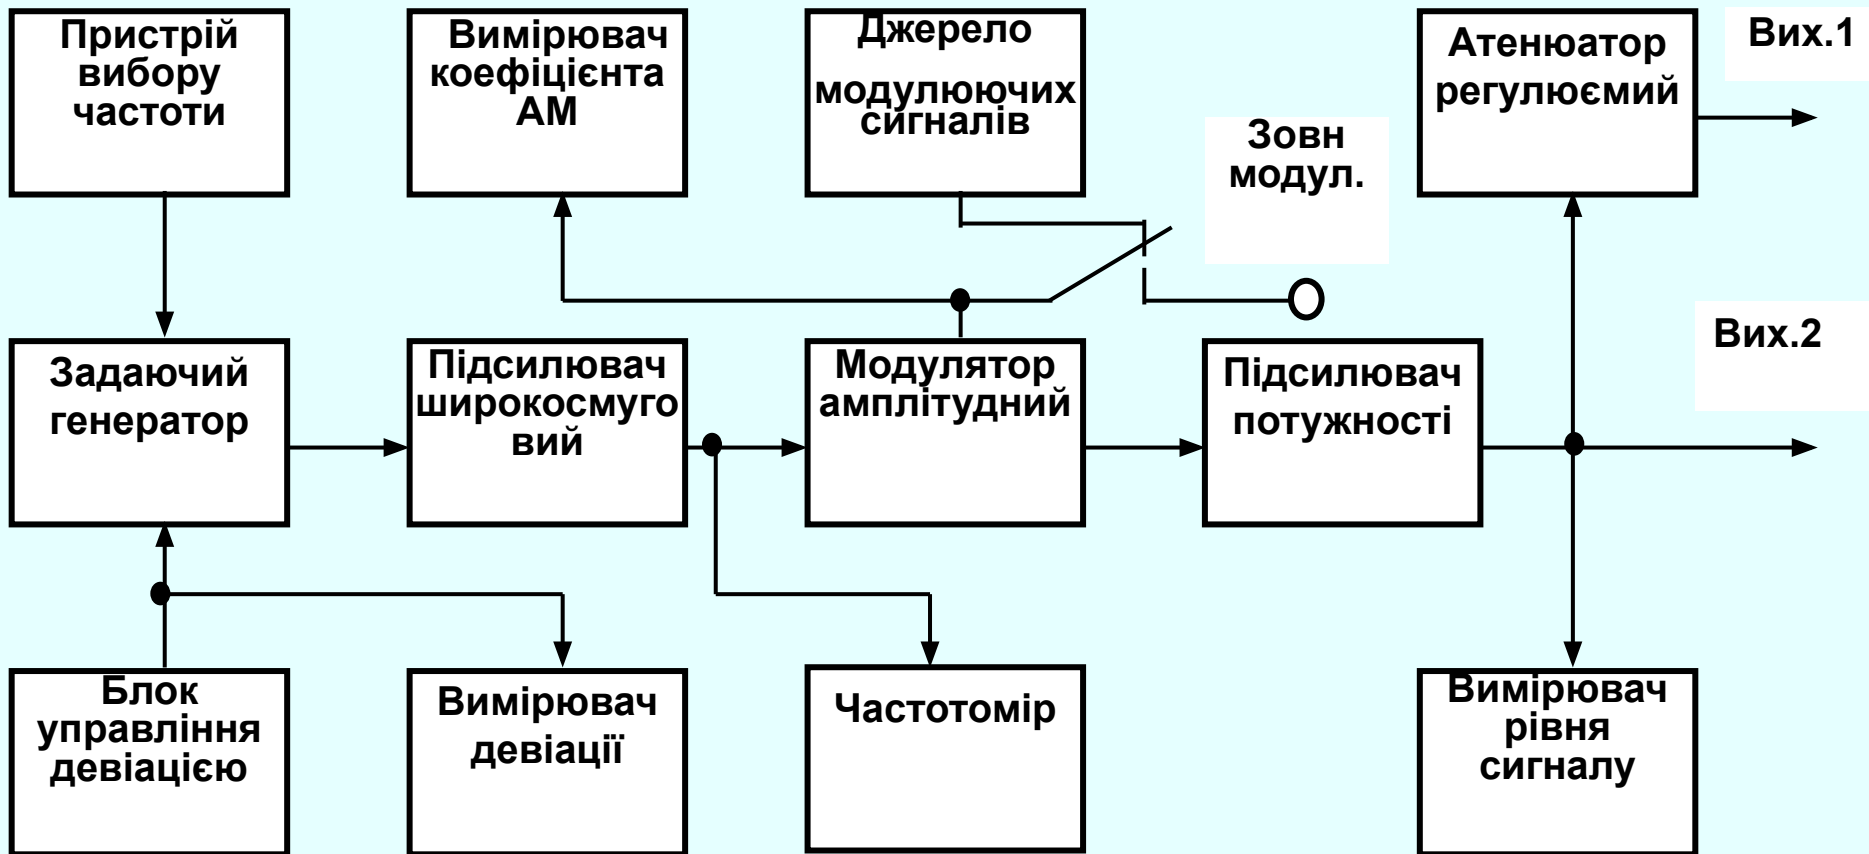 Пристрій
вибору
частоти
Вимірювач
коефіцієнта
АМ
Джерело
модулюючих
сигналів
Зовн
модул.
Атенюатор
регулюємий
Вих.1
Вих.2
Задаючий
генератор
Підсилювач
широкосмуго
вий
Модулятор
амплітудний
Підсилювач
потужності
Блок
управління
девіацією
Вимірювач
девіації
Частотомір
Вимірювач
рівня
сигналу